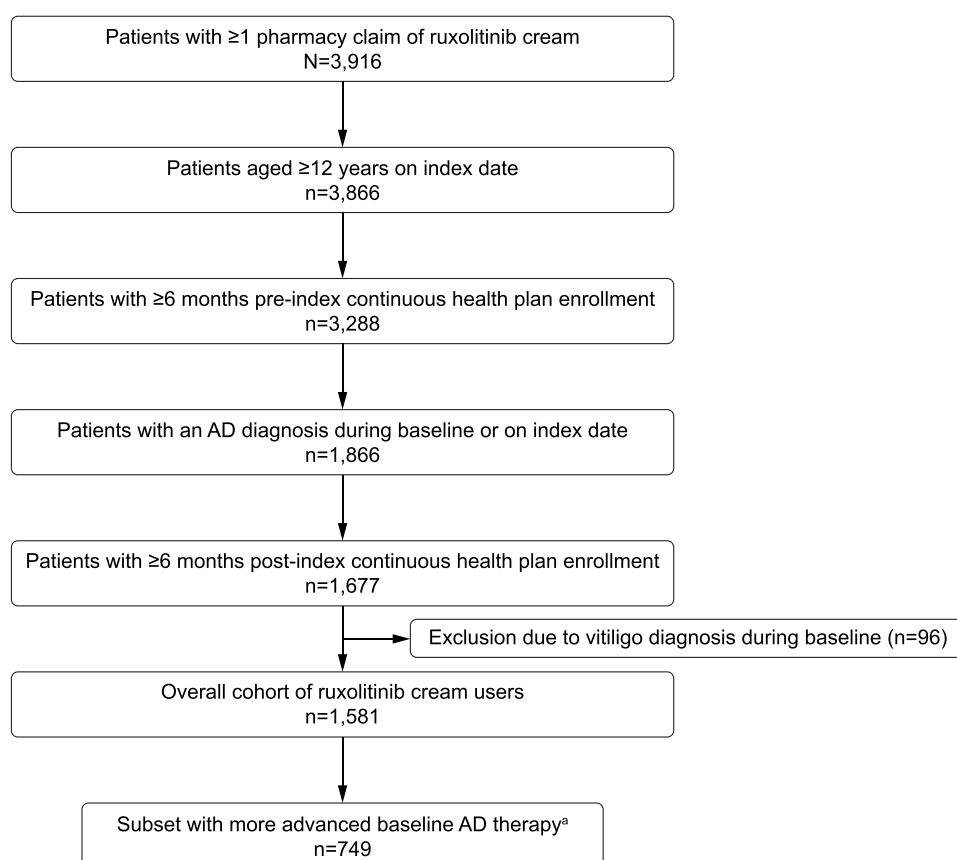 Patients with ≥1 pharmacy claim of ruxolitinib cream
N=3,916
Patients aged ≥12 years on index date
n=3,866
Patients with ≥6 months pre-index continuous health plan enrollment
n=3,288
Patients with an AD diagnosis during baseline or on index date
n=1,866
Patients with ≥6 months post-index continuous health plan enrollment
n=1,677
Exclusion due to vitiligo diagnosis during baseline (n=96)
Overall cohort of ruxolitinib cream users
n=1,581
Subset with more advanced baseline AD therapyᵃ
n=749